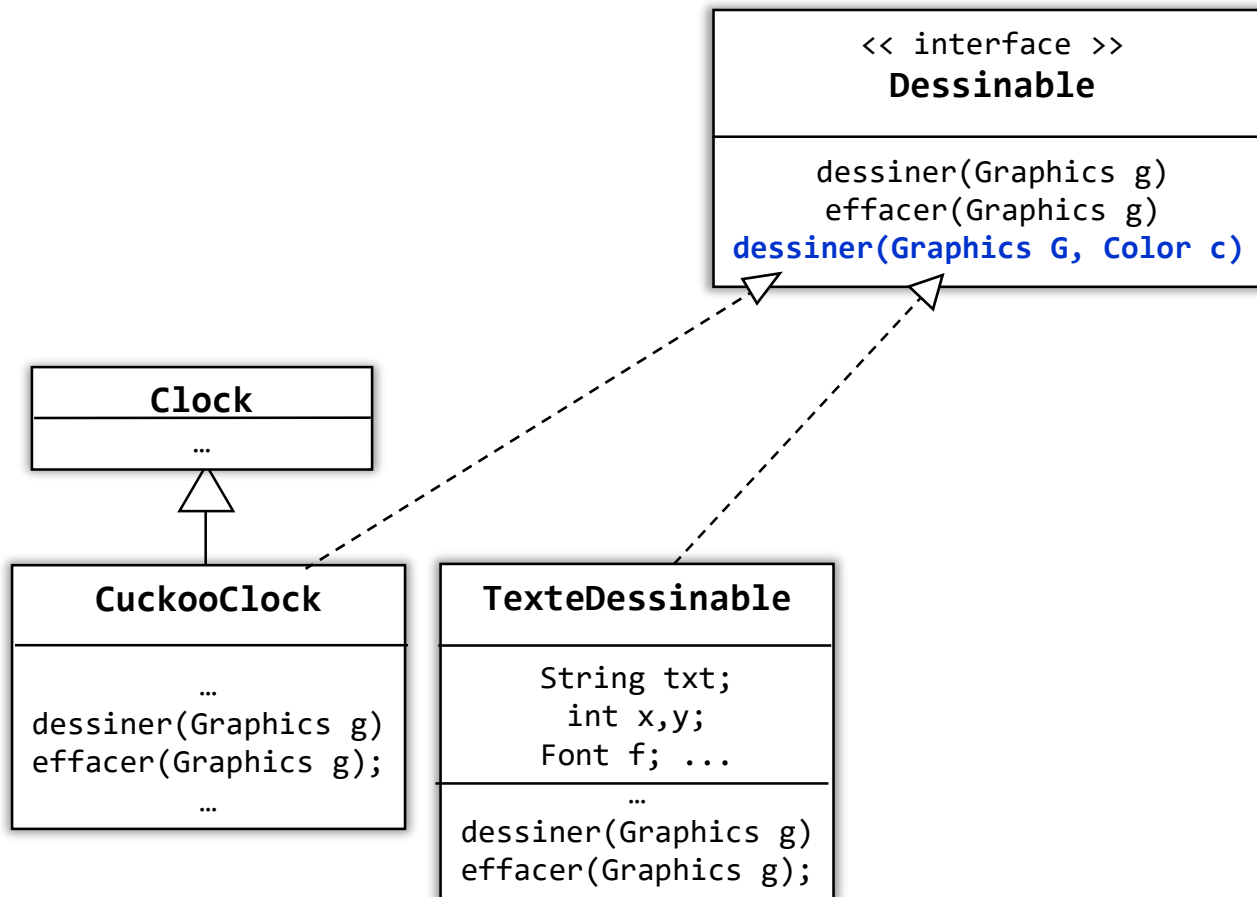 << interface >>
Dessinable
dessiner(Graphics g)
effacer(Graphics g)
dessiner(Graphics G, Color c)
Clock
…
CuckooClock
…
dessiner(Graphics g)
effacer(Graphics g);
…
TexteDessinable
String txt;
int x,y;
Font f; ...
…
dessiner(Graphics g)
effacer(Graphics g);